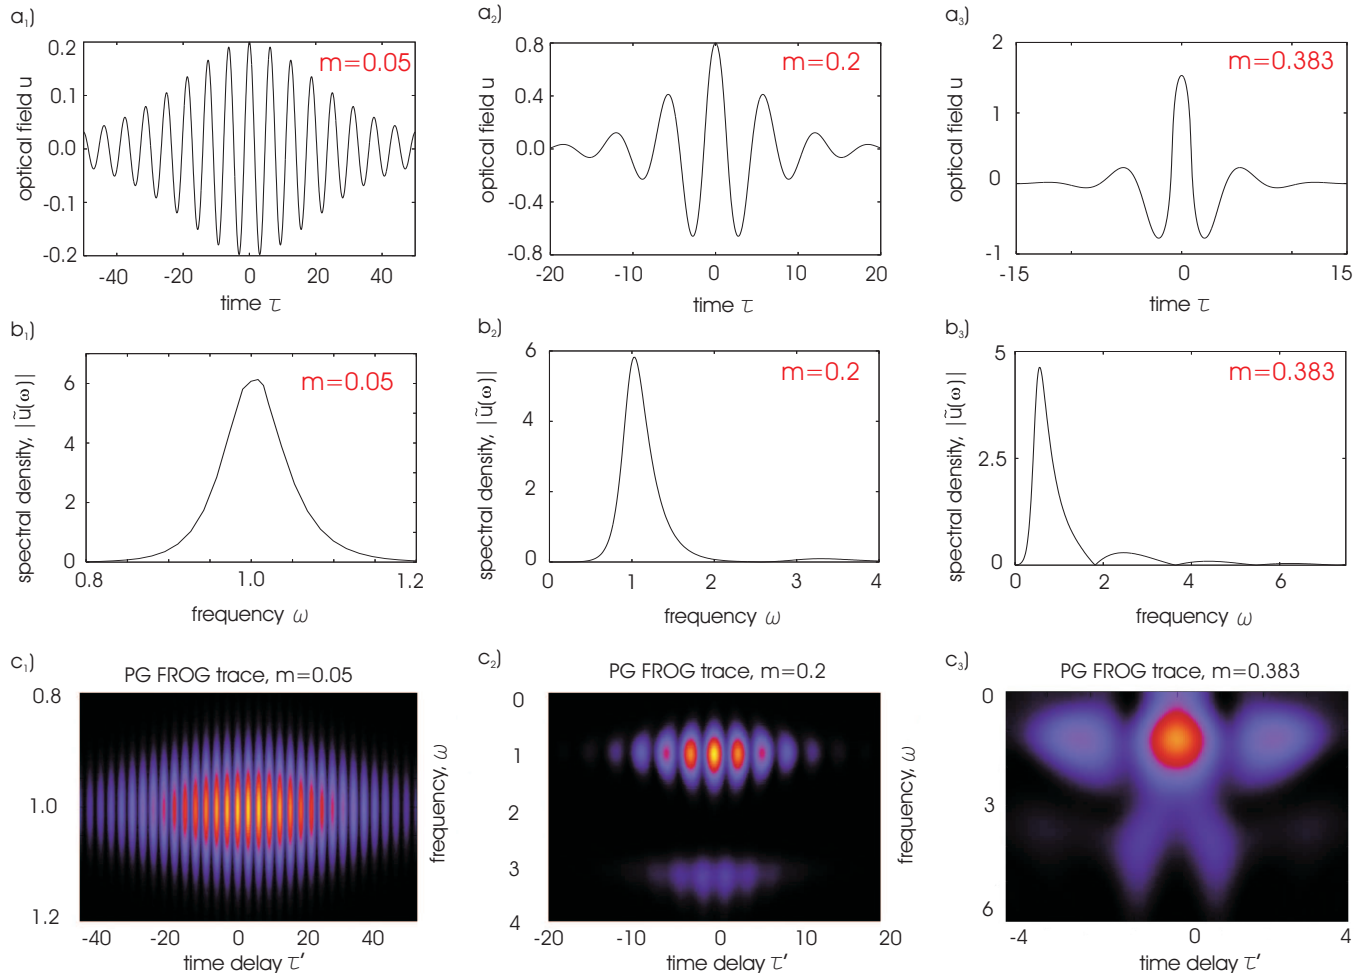 a₁)
m=0.05
optical field u
0.2
0.1
0.0
-0.1
-0.2
-40 -20 0 20 40
time τ
a₂)
m=0.2
optical field u
0.8
0.4
0.0
-0.4
0.8
-20 -10 0 10 20
time τ
a₃)
m=0.383
optical field u
2
1
0
-1
-15 0 15
time τ
b₁)
m=0.05
spectral density, |ũ(ω)|
6
4
2
0
0.8 1.0 1.2
frequency ω
b₂)
m=0.2
spectral density, |ũ(ω)|
6
4
2
0
0 1 2 3 4
frequency ω
b₃)
m=0.383
spectral density, |ũ(ω)|
5
2.5
0
0 2 4 6
frequency ω
c₁)
PG FROG trace, m=0.05
0.8
1.0
1.2
frequency, ω
-40 -20 0 20 40
time delay τ'
c₂)
PG FROG trace, m=0.2
0
1
2
3
4
frequency, ω
-20 -10 0 10 20
time delay τ'
c₃)
PG FROG trace, m=0.383
0
3
6
-4 0 4
time delay τ'